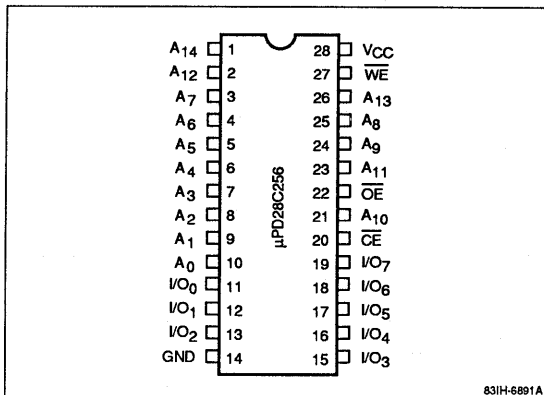 A14 1 28 VCC
A12 2 27 WE
A7 3 26 A13
A6 4 25 A8
A5 5 24 A9
A4 6 23 A11
A3 7 22 OE
A2 8 21 A10
A1 9 20 CE
A0 10 19 I/O7
I/O0 11 18 I/O6
I/O1 12 17 I/O5
I/O2 13 16 I/O4
GND 14 15 I/O3
μPD28C256
83IH-6891A